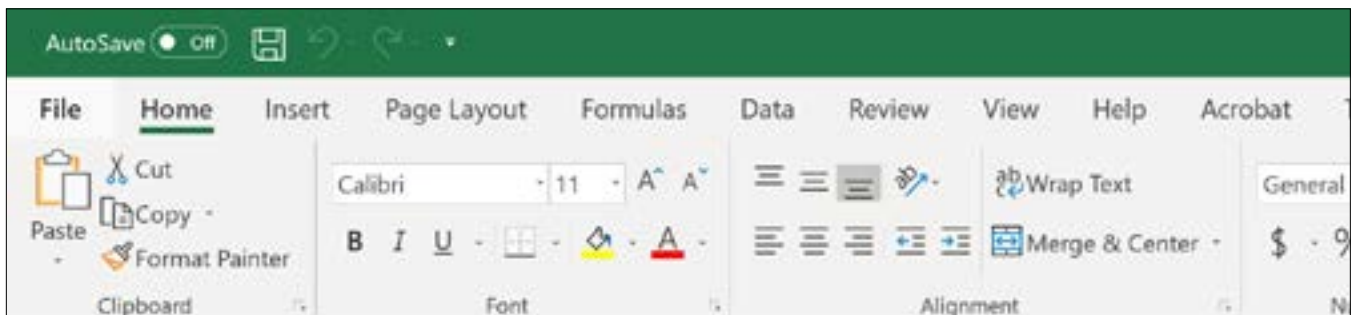 AutoSave Off
File Home Insert Page Layout Formulas Data Review View Help Acrobat
Cut
Calibri 11 A A ab Wrap Text General
Copy
Paste
B I U A Merge & Center $ %
Format Painter
Clipboard Font Alignment